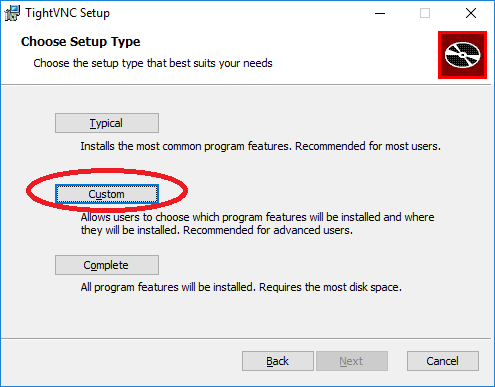 TightVNC Setup
Choose Setup Type
Choose the setup type that best suits your needs
Typical
Installs the most common program features. Recommended for most users.
Custom
Allows users to choose which program features will be installed and where
they will be installed. Recommended for advanced users.
Complete
All program features will be installed. Requires the most disk space.
Back Next Cancel